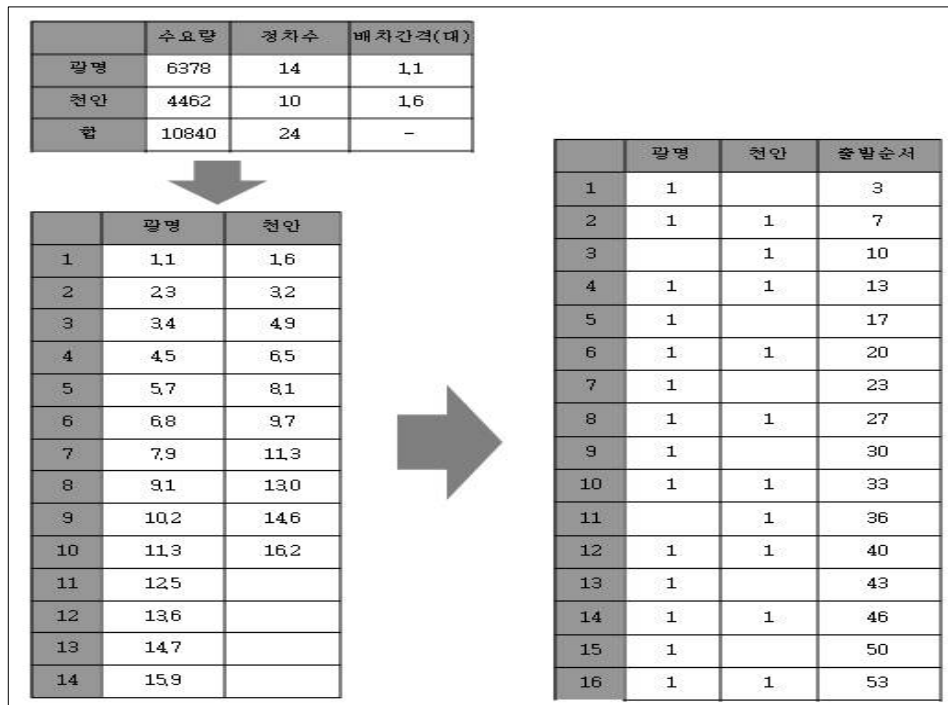 수요량 정차수 배차간격(대)
광명 6378 14 1,1
천안 4462 10 1,6
합 10840 24 -
광명 천안
1 1,1 1,6
2 2,3 3,2
3 3,4 4,9
4 4,5 6,5
5 5,7 8,1
6 6,8 9,7
7 7,9 11,3
8 9,1 13,0
9 10,2 14,6
10 11,3 16,2
11 12,5
12 13,6
13 14,7
14 15,9
광명 천안 출발순서
1 1 3
2 1 1 7
3 1 10
4 1 1 13
5 1 17
6 1 1 20
7 1 23
8 1 1 27
9 1 30
10 1 1 33
11 1 36
12 1 1 40
13 1 43
14 1 1 46
15 1 50
16 1 1 53